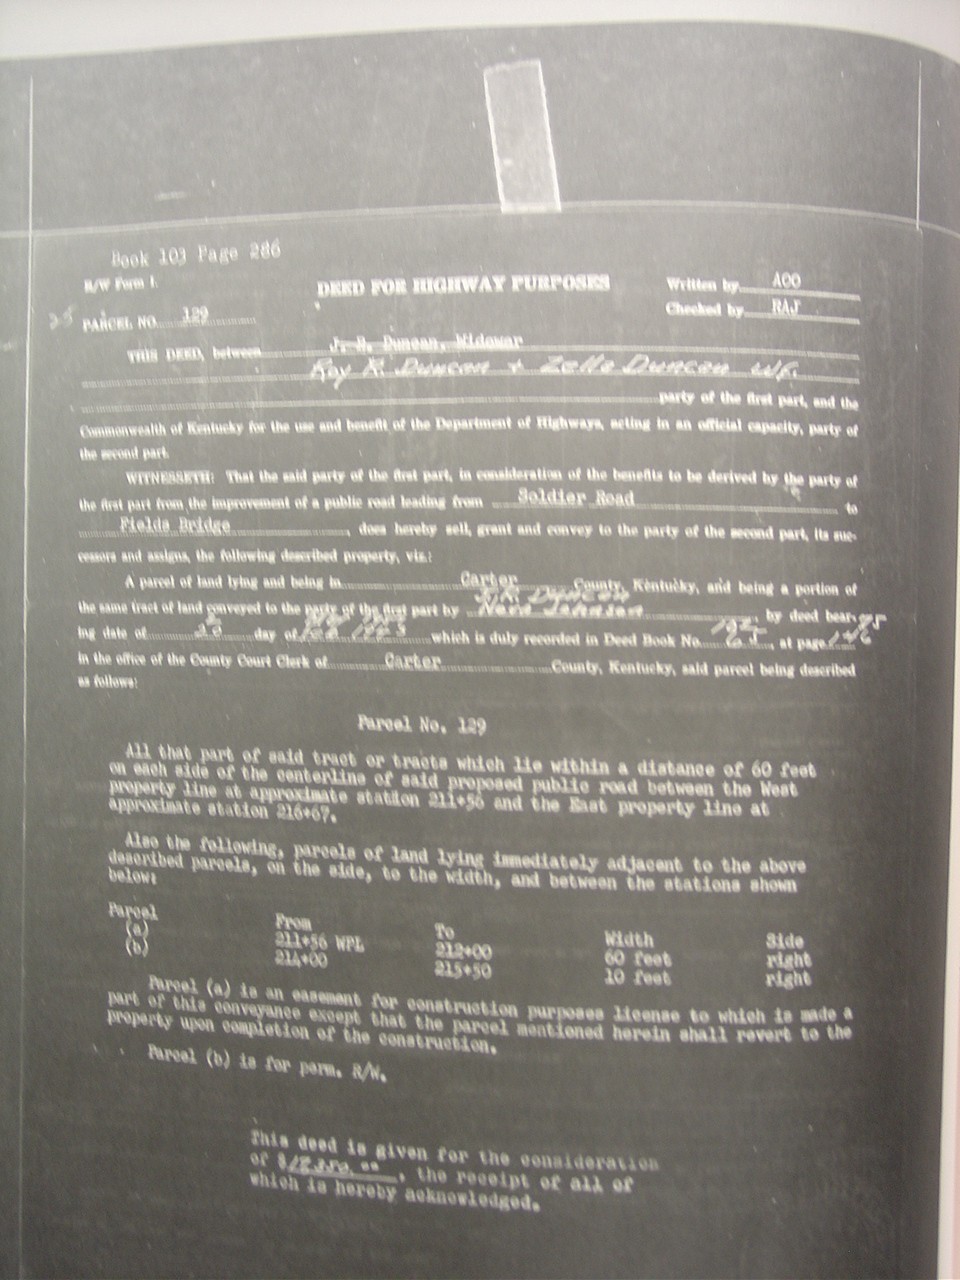 Book 103 Page 286
R/W Form 1.
DEED FOR HIGHWAY PURPOSES
Written by AOO
Checked by RAJ
25 PARCEL NO. 129
THIS DEED, between J. R. Duncan, Widower
Roy R. Duncan + Zella Duncan wf.
party of the first part, and the
Commonwealth of Kentucky for the use and benefit of the Department of Highways, acting in an official capacity, party of
the second part.
WITNESSETH: That the said party of the first part, in consideration of the benefits to be derived by the party of
the first part from the improvement of a public road leading from Soldier Road to
Fields Bridge, does hereby sell, grant and convey to the party of the second part, its suc-
cessors and assigns, the following described property, viz.:
A parcel of land lying and being in Carter County, Kentucky, and being a portion of
J.R. Duncan
the same tract of land conveyed to the party of the first part by Johnson by deed bear-
ing date of day of which is duly recorded in Deed Book No. , at page
in the office of the County Court Clerk of Carter County, Kentucky, said parcel being described
as follows:
Parcel No. 129
All that part of said tract or tracts which lie within a distance of 60 feet
on each side of the centerline of said proposed public road between the West
property line at approximate station 211+56 and the East property line at
approximate station 216+67.
Also the following, parcels of land lying immediately adjacent to the above
described parcels, on the side, to the width, and between the stations shown
below:
Parcel From To Width Side
(a) 211+56 WPL 212+00 60 feet right
(b) 214+00 215+50 10 feet right
Parcel (a) is an easement for construction purposes license to which is made a
part of this conveyance except that the parcel mentioned herein shall revert to the
property upon completion of the construction.
Parcel (b) is for perm. R/W.
This deed is given for the consideration
of $ , the receipt of all of
which is hereby acknowledged.